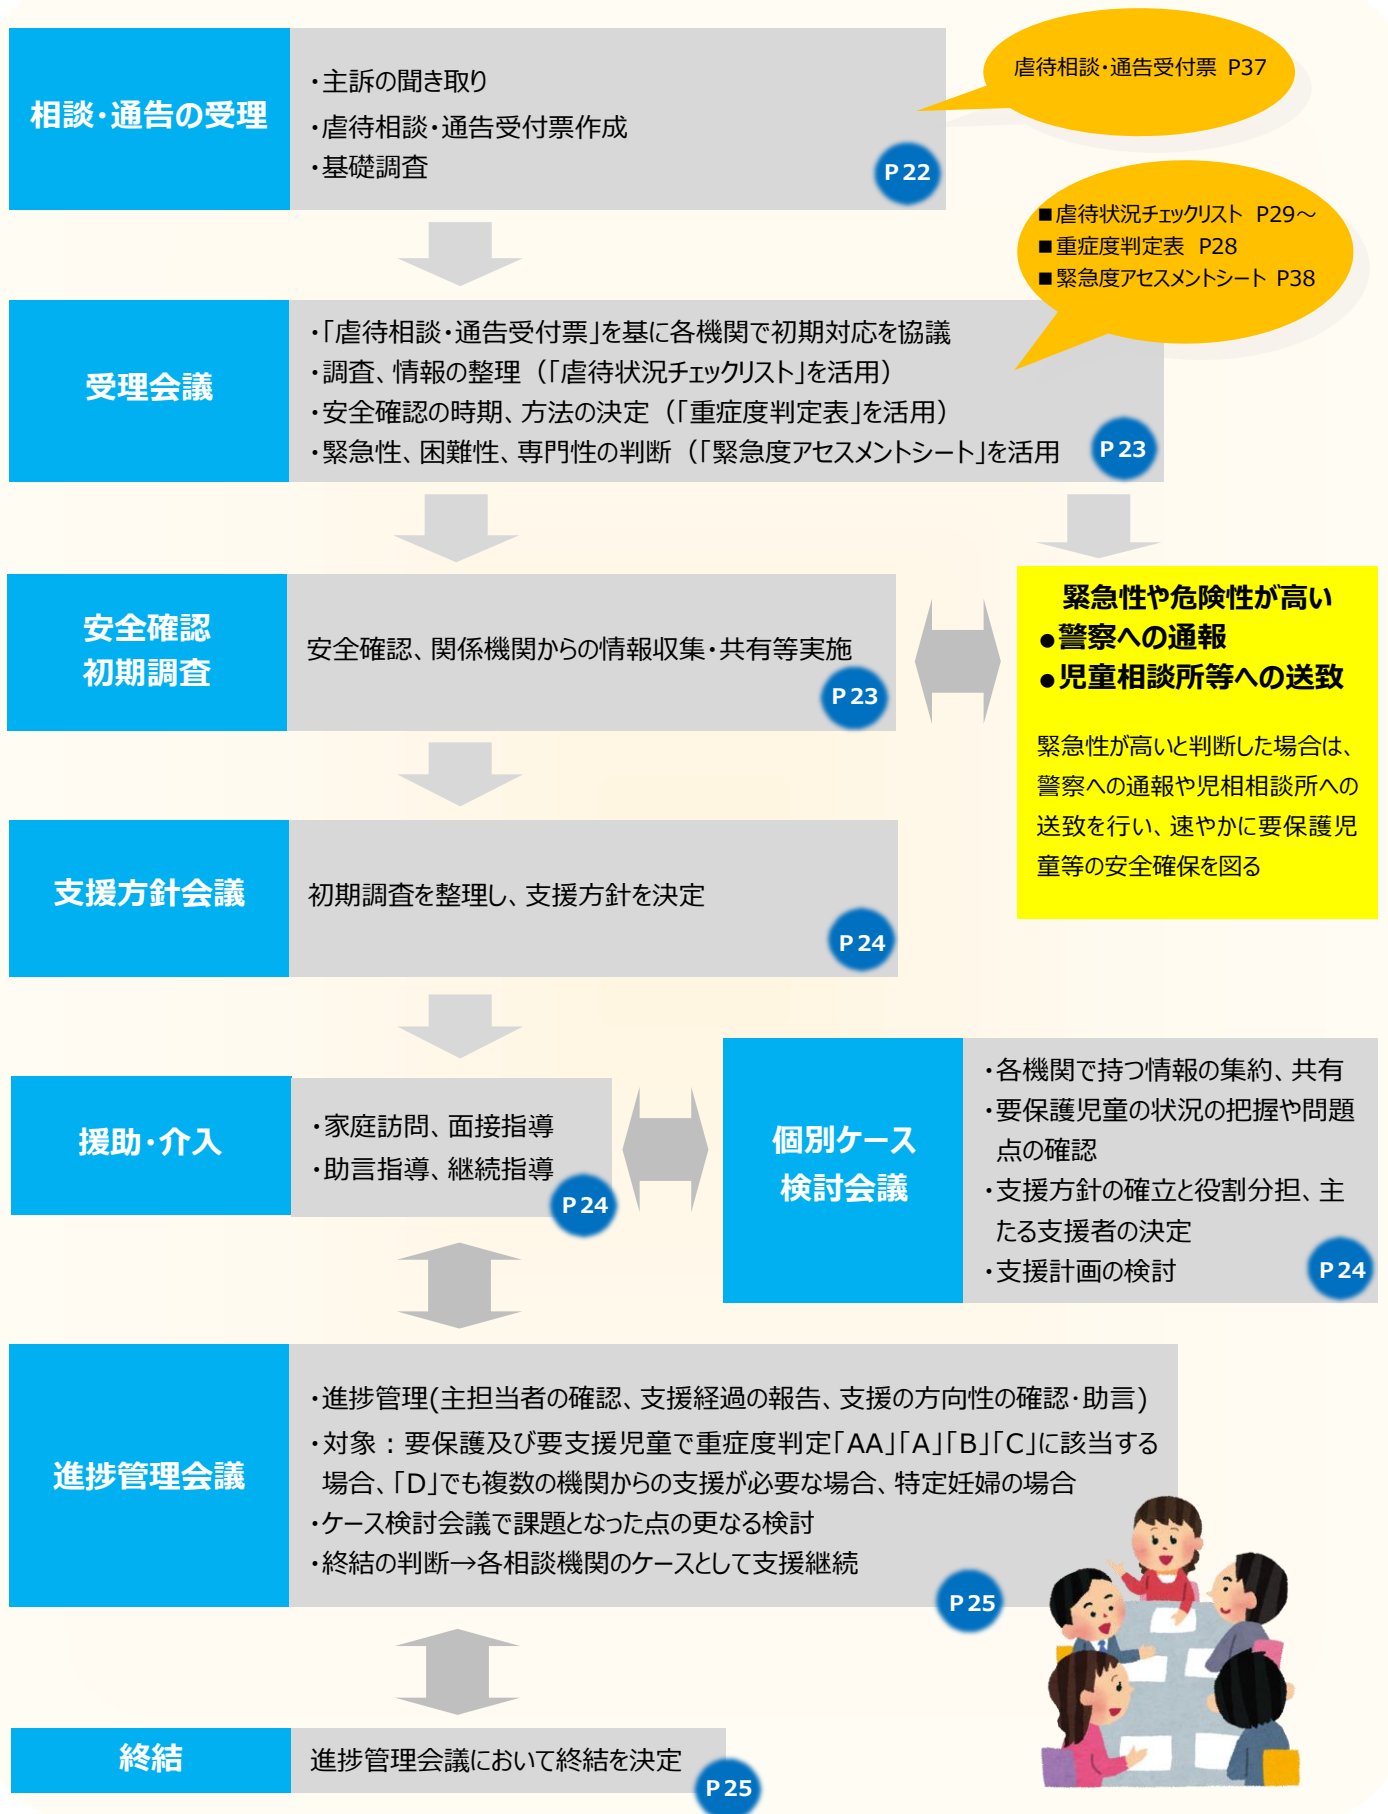 相談・通告の受理
・主訴の聞き取り
・虐待相談・通告受付票作成
・基礎調査
P22
虐待相談・通告受付票 P37
■虐待状況チェックリスト P29～
■重症度判定表 P28
■緊急度アセスメントシート P38
受理会議
・「虐待相談・通告受付票」を基に各機関で初期対応を協議
・調査、情報の整理（「虐待状況チェックリスト」を活用）
・安全確認の時期、方法の決定（「重症度判定表」を活用）
・緊急性、困難性、専門性の判断（「緊急度アセスメントシート」を活用
P23
安全確認
初期調査
安全確認、関係機関からの情報収集・共有等実施
P23
緊急性や危険性が高い
●警察への通報
●児童相談所等への送致
緊急性が高いと判断した場合は、
警察への通報や児相相談所への
送致を行い、速やかに要保護児
童等の安全確保を図る
支援方針会議
初期調査を整理し、支援方針を決定
P24
援助・介入
・家庭訪問、面接指導
・助言指導、継続指導
P24
個別ケース
検討会議
・各機関で持つ情報の集約、共有
・要保護児童の状況の把握や問題
点の確認
・支援方針の確立と役割分担、主
たる支援者の決定
・支援計画の検討
P24
進捗管理会議
・進捗管理(主担当者の確認、支援経過の報告、支援の方向性の確認・助言)
・対象：要保護及び要支援児童で重症度判定「AA」「A」「B」「C」に該当する
場合、「D」でも複数の機関からの支援が必要な場合、特定妊婦の場合
・ケース検討会議で課題となった点の更なる検討
・終結の判断→各相談機関のケースとして支援継続
P25
終結
進捗管理会議において終結を決定
P25